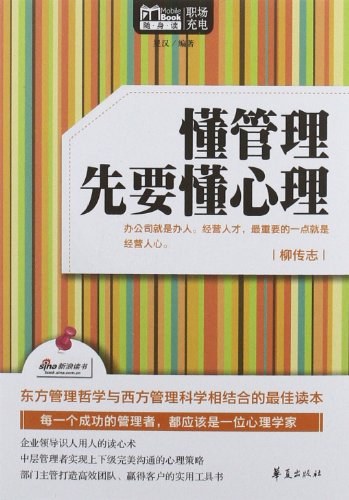 Mobile
Book
随·身·读
职场
充电
星汉／编著
懂管理
先要懂心理
办公司就是办人。经营人才，最重要的一点就是
经营人心。
|柳传志|
sina新浪读书
http://book.sina.com.cn
东方管理哲学与西方管理科学相结合的最佳读本
每一个成功的管理者，都应该是一位心理学家
企业领导识人用人的读心术
中层管理者实现上下级完美沟通的心理策略
部门主管打造高效团队、赢得客户的实用工具书
华夏出版社